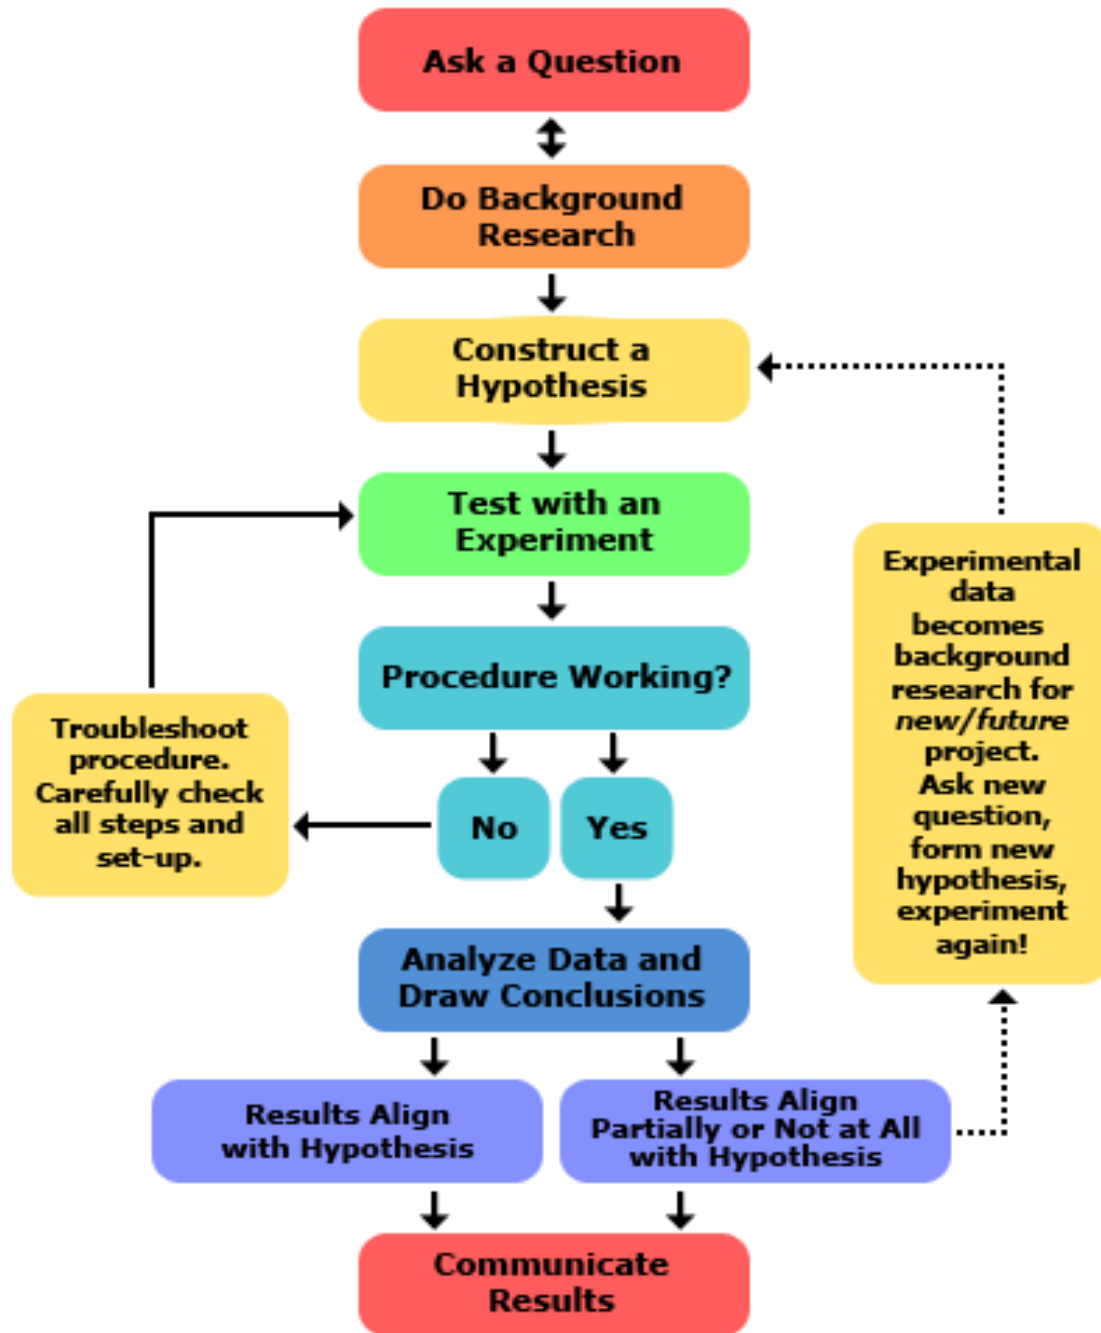 Ask a Question
Do Background
Research
Construct a
Hypothesis
Test with an
Experiment
Procedure Working?
No
Yes
Troubleshoot
procedure.
Carefully check
all steps and
set-up.
Experimental
data
becomes
background
research for
new/future
project.
Ask new
question,
form new
hypothesis,
experiment
again!
Analyze Data and
Draw Conclusions
Results Align
with Hypothesis
Results Align
Partially or Not at All
with Hypothesis
Communicate
Results